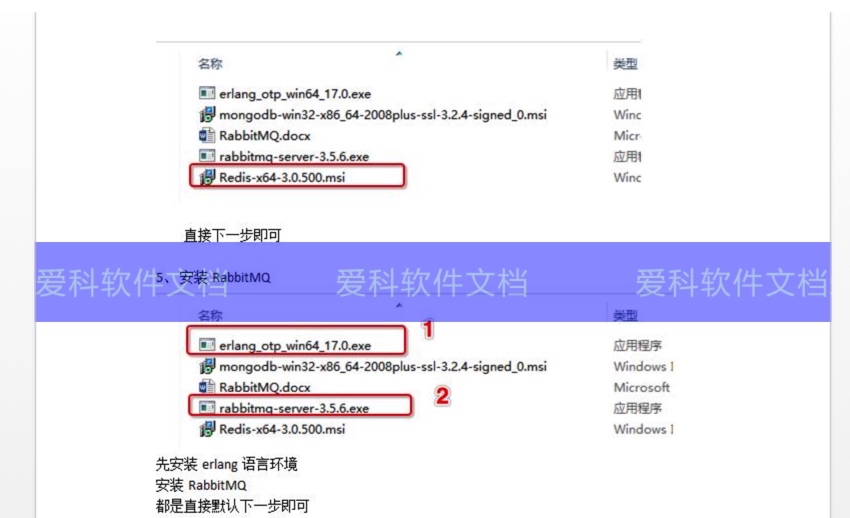 名称 类型
erlang_otp_win64_17.0.exe 应用
mongodb-win32-x86_64-2008plus-ssl-3.2.4-signed_0.msi Winc
RabbitMQ.docx Micr
rabbitmq-server-3.5.6.exe 应用
Redis-x64-3.0.500.msi Winc
直接下一步即可
5、安装 RabbitMQ
爱科软件文档 爱科软件文档 爱科软件文档
名称 类型
1
erlang_otp_win64_17.0.exe 应用程序
mongodb-win32-x86_64-2008plus-ssl-3.2.4-signed_0.msi Windows I
RabbitMQ.docx Microsoft
2
rabbitmq-server-3.5.6.exe 应用程序
Redis-x64-3.0.500.msi Windows I
先安装 erlang 语言环境
安装 RabbitMQ
都是直接默认下一步即可